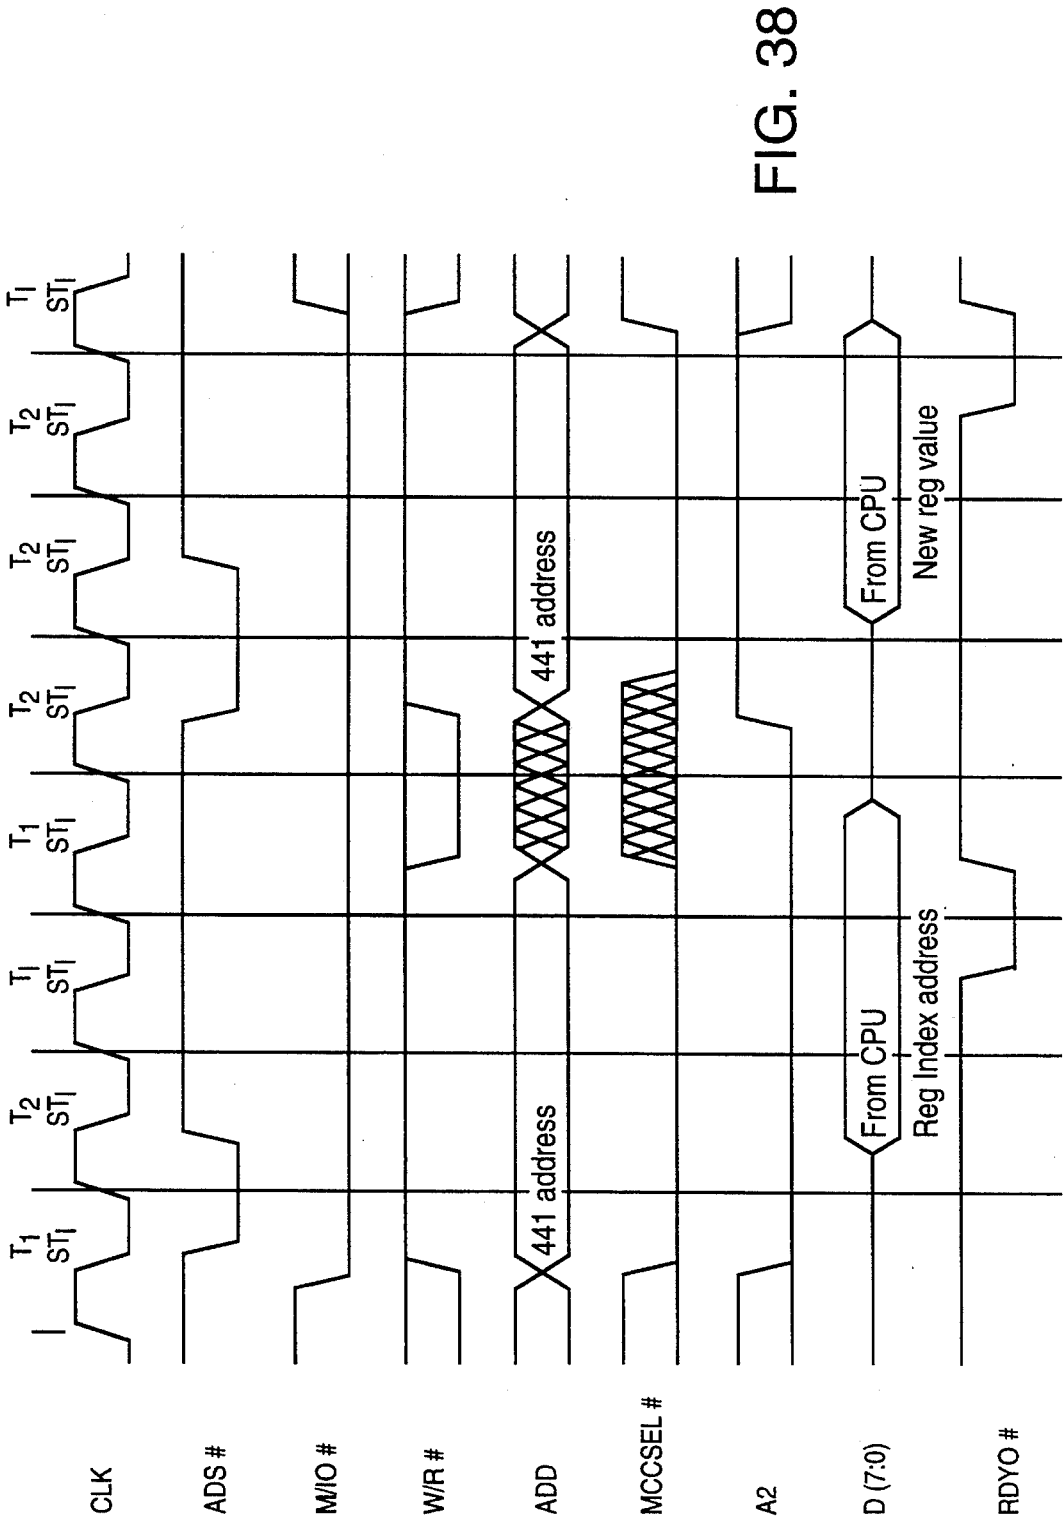 T1 T2 TI T1 T2 T2 T2 TI
STI STI STI STI STI STI STI STI
CLK
ADS #
M/IO #
W/R #
ADD 441 address 441 address
MCCSEL #
A2
D (7:0) From CPU From CPU
Reg Index address New reg value
RDYO #
FIG. 38